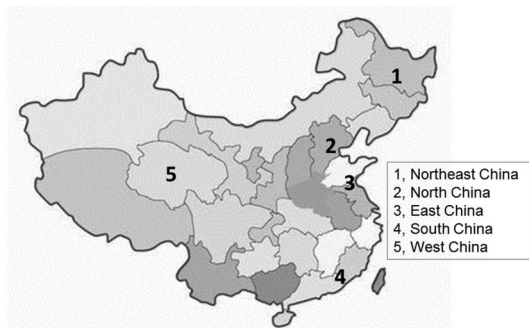 1
2
3
5
4
1, Northeast China
2, North China
3, East China
4, South China
5, West China